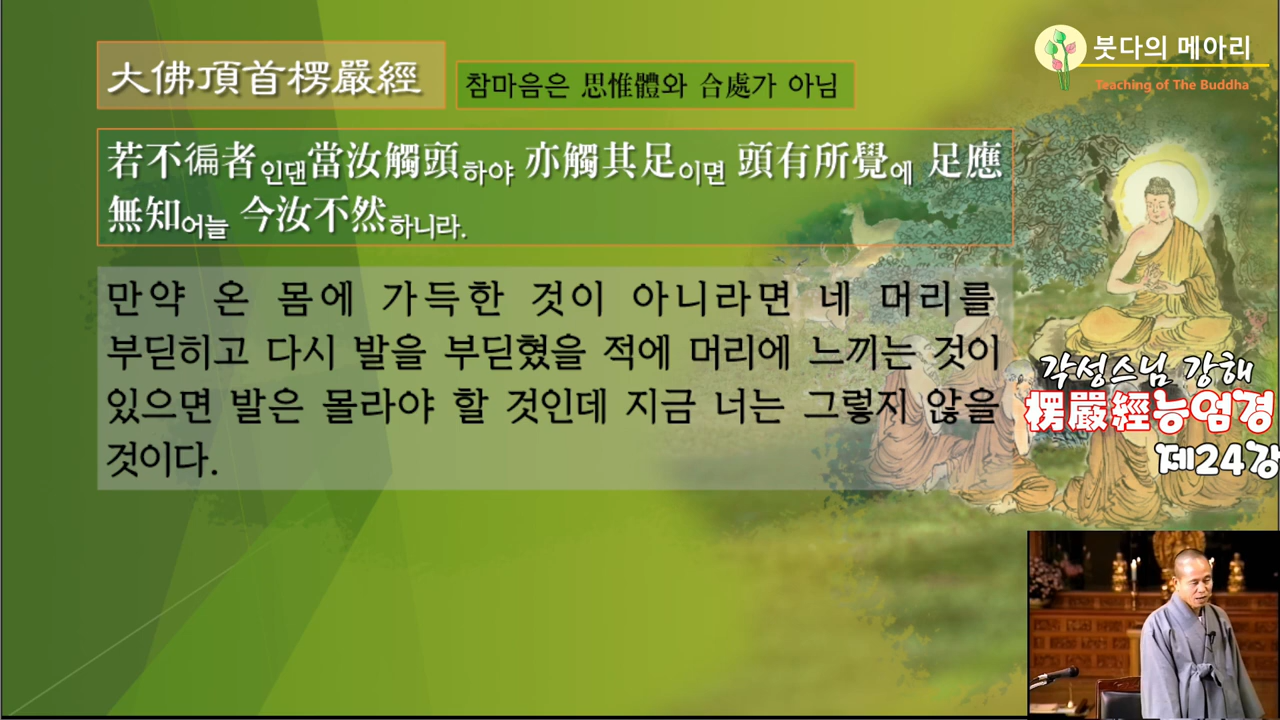 大佛頂首楞嚴經
참마음은 思惟體와 合處가 아님
붓다의 메아리
Teaching of The Buddha
若不徧者인댄當汝觸頭하야 亦觸其足이면 頭有所覺에 足應
無知어늘 今汝不然하니라.
만약 온 몸에 가득한 것이 아니라면 네 머리를
부딛히고 다시 발을 부딛혔을 적에 머리에 느끼는 것이
있으면 발은 몰라야 할 것인데 지금 너는 그렇지 않을
것이다.
각성스님 강해
楞嚴經능엄경
제24강